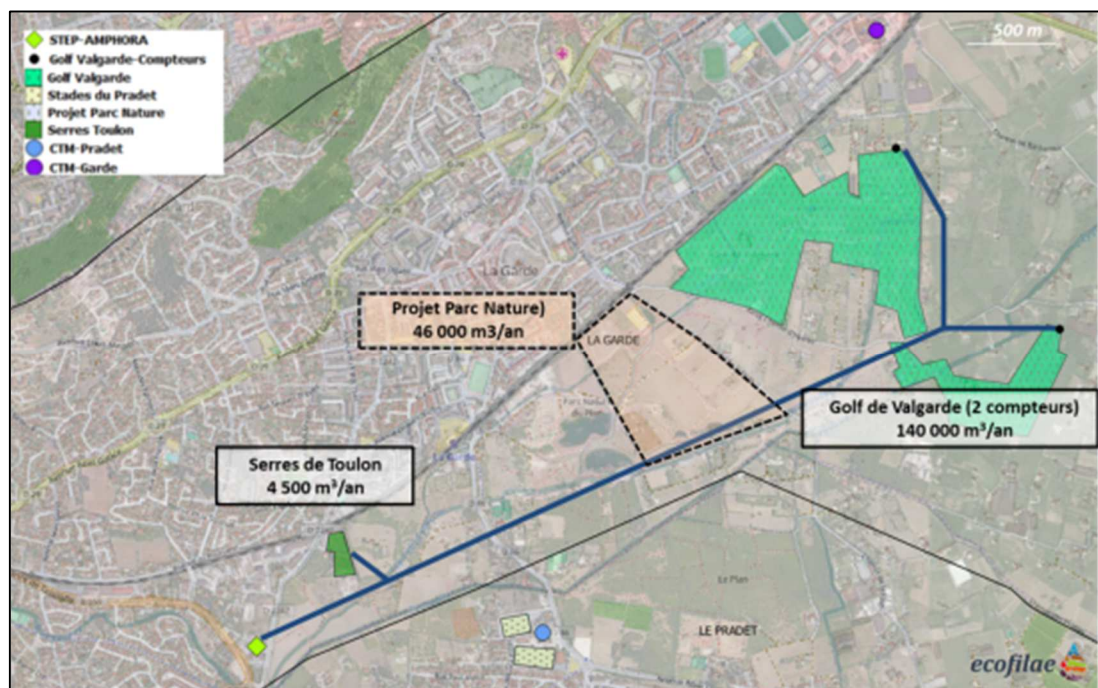 500 m
STEP-AMPHORA
Golf Valgarde-Compteurs
Golf Valgarde
Stades du Pradet
Projet Parc Nature
Serres Toulon
CTM-Pradet
CTM-Garde
La Garde
Projet Parc Nature)
46 000 m3/an
LA GARDE
Golf de Valgarde (2 compteurs)
140 000 m³/an
Serres de Toulon
4 500 m³/an
Le Plan
LE PRADET
ecofilae